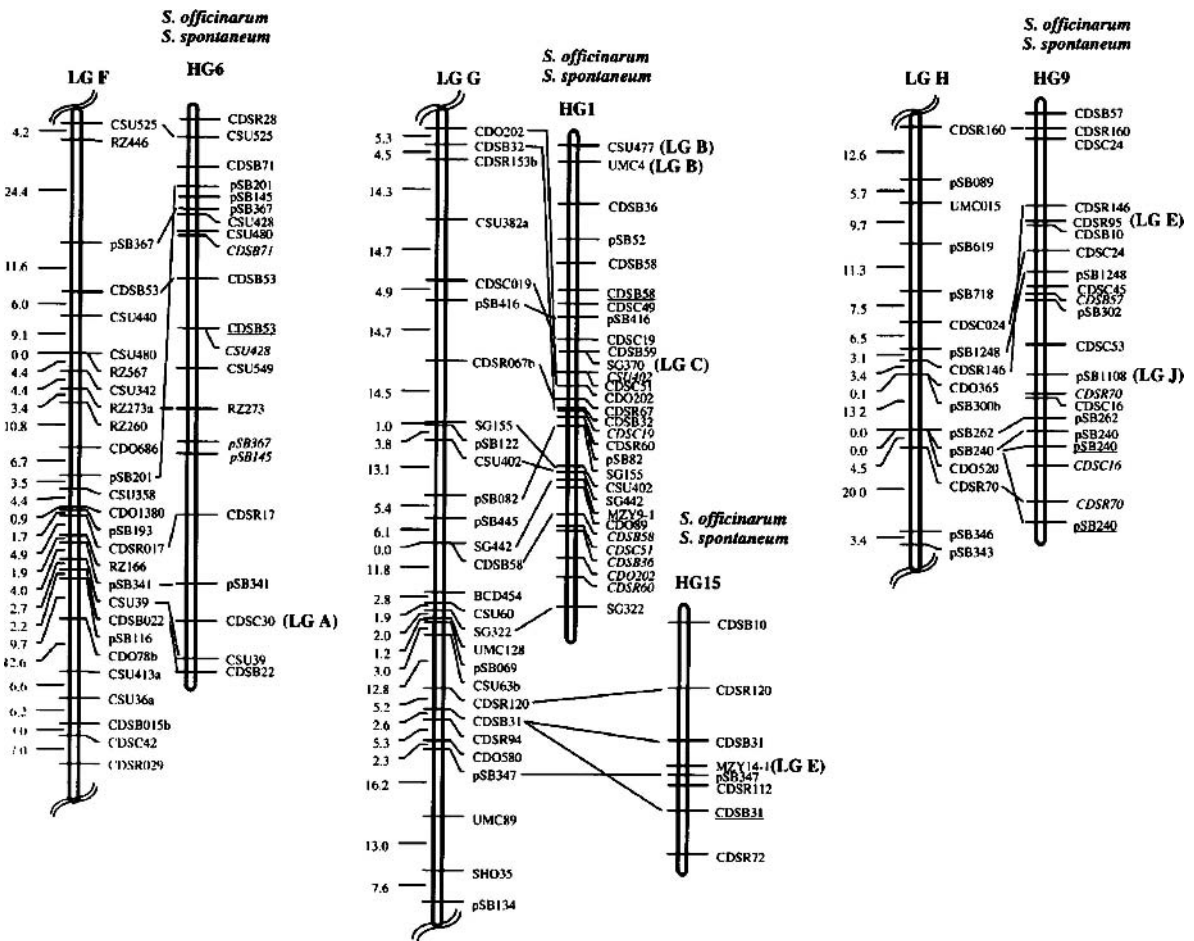 S. officinarum
S. spontaneum
LG F
HG6
4.2
24.4
11.6
6.0
9.1
0.0
4.4
4.4
3.4
10.8
6.7
3.5
4.4
0.9
1.7
4.9
1.9
4.0
2.7
2.2
9.7
6.6
6.2
CSU525
RZ446
pSB367
CDSB53
CSU440
CSU480
RZ567
CSU342
RZ273a
RZ260
CDO686
pSB201
CSU358
CDO1380
pSB193
CDSR017
RZ166
pSB341
CSU39
CDSB022
pSB116
CDO78b
CSU413a
CSU36a
CDSB015b
CDSC42
CDSR029
CDSR28
CSU525
CDSB71
pSB201
pSB145
pSB367
CSU428
CSU480
CDSB71
CDSB53
CDSB53
CSU428
CSU549
RZ273
pSB367
pSB145
CDSR17
pSB341
CDSC30 (LG A)
CSU39
CDSB22
S. officinarum
S. spontaneum
LG G
HG1
5.3
4.5
14.3
14.7
4.9
14.7
14.5
1.0
3.8
13.1
5.4
6.1
0.0
11.8
2.8
1.9
2.0
1.2
3.0
12.8
5.2
2.6
5.3
2.3
16.2
13.0
7.6
CDO202
CDSB32
CDSR153b
CSU382a
CDSC019
pSB416
CDSR067b
SG155
pSB122
CSU402
pSB082
pSB445
SG442
CDSB58
BCD454
CSU60
SG322
UMC128
pSB069
CSU63b
CDSR120
CDSB31
CDSR94
CDO580
pSB347
UMC89
SHO35
pSB134
CSU477 (LG B)
UMC4 (LG B)
CDSB36
pSB52
CDSB58
CDSB58
CDSC49
pSB416
CDSC19
CDSB59
SG370 (LG C)
CSU402
CDSC51
CDO202
CDSR67
CDSB32
CDSC19
CDSR60
pSB82
SG155
CSU402
SG442
MZY9-1
CDO89
CDSB58
CDSC51
CDSB36
CDO202
CDSR60
SG322
S. officinarum
S. spontaneum
HG15
CDSB10
CDSR120
CDSB31
MZY14-1 (LG E)
pSB347
CDSR112
CDSB31
CDSR72
S. officinarum
S. spontaneum
LG H
HG9
12.6
5.7
9.7
11.3
7.5
6.5
3.1
3.4
0.1
13.2
0.0
0.0
4.5
20.0
3.4
CDSR160
pSB089
UMC015
pSB619
pSB718
CDSC024
pSB1248
CDSR146
CDO365
pSB300b
pSB262
pSB240
CDO520
CDSR70
pSB346
pSB343
CDSB57
CDSR160
CDSC24
CDSR146
CDSR95 (LG E)
CDSB10
CDSC24
pSB1248
CDSC45
CDSB57
pSB302
CDSC53
pSB1108 (LG J)
CDSR70
CDSC16
pSB262
pSB240
pSB240
CDSC16
CDSR70
pSB240